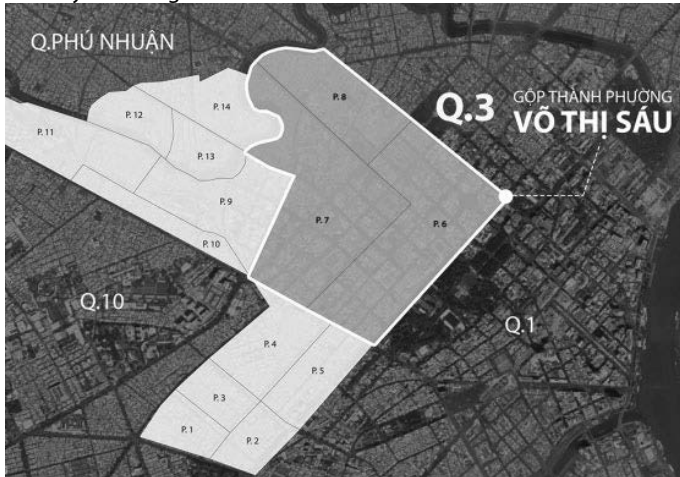 Q.PHÚ NHUẬN
P. 8
Q.3
GỘP THÀNH PHƯỜNG
VÕ THỊ SÁU
P. 14
P. 12
P. 11
P. 13
P. 9
P. 7
P. 6
P. 10
Q.10
Q.1
P. 4
P. 5
P. 3
P. 1
P. 2